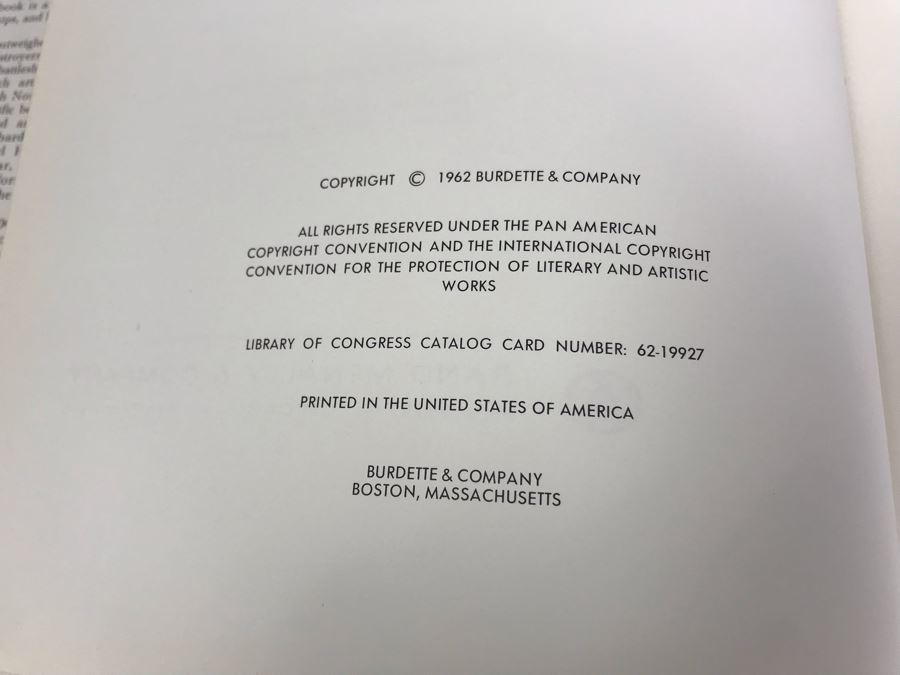 COPYRIGHT © 1962 BURDETTE & COMPANY
ALL RIGHTS RESERVED UNDER THE PAN AMERICAN
COPYRIGHT CONVENTION AND THE INTERNATIONAL COPYRIGHT
CONVENTION FOR THE PROTECTION OF LITERARY AND ARTISTIC
WORKS
LIBRARY OF CONGRESS CATALOG CARD NUMBER: 62-19927
PRINTED IN THE UNITED STATES OF AMERICA
BURDETTE & COMPANY
BOSTON, MASSACHUSETTS